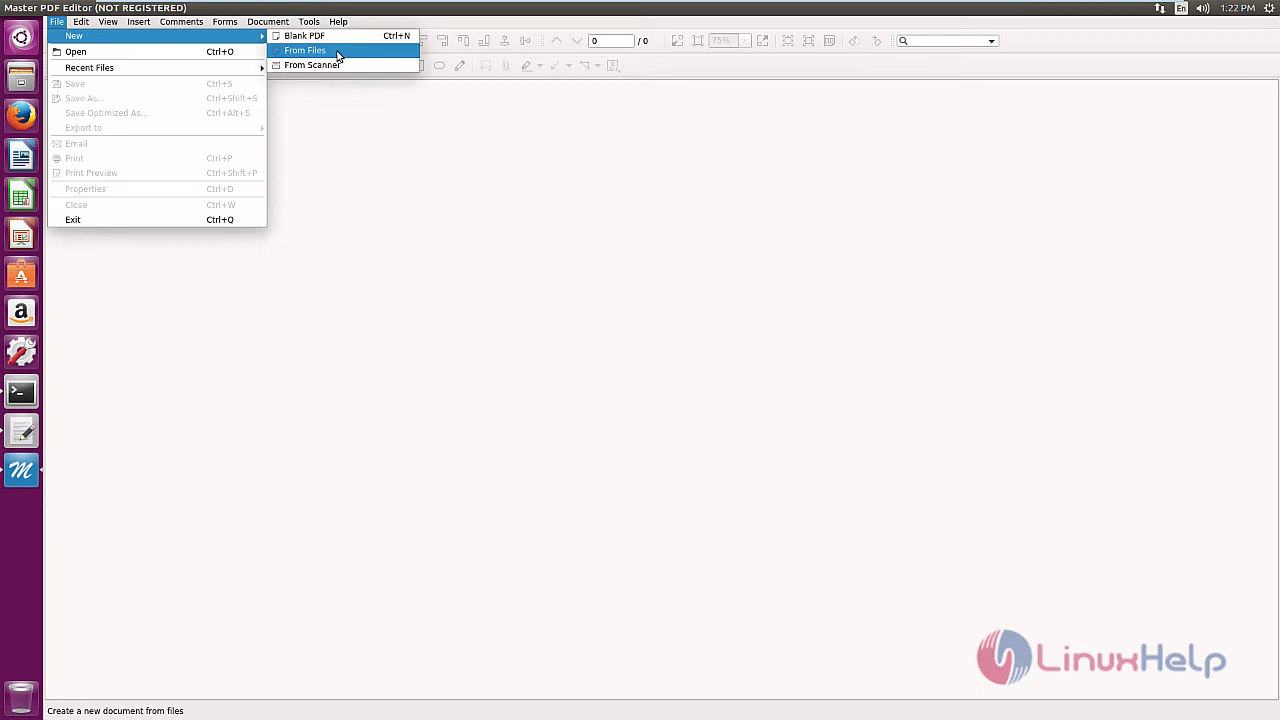 Master PDF Editor (NOT REGISTERED)
En
1:22 PM
File Edit View Insert Comments Forms Document Tools Help
New
Blank PDF Ctrl+N
Open Ctrl+O
From Files
0 / 0
75%
Recent Files
From Scanner
Save Ctrl+S
Save As... Ctrl+Shift+S
Save Optimized As... Ctrl+Alt+S
Export to
Email
Print Ctrl+P
Print Preview Ctrl+Shift+P
Properties Ctrl+D
Close Ctrl+W
Exit Ctrl+Q
LinuxHelp
Create a new document from files